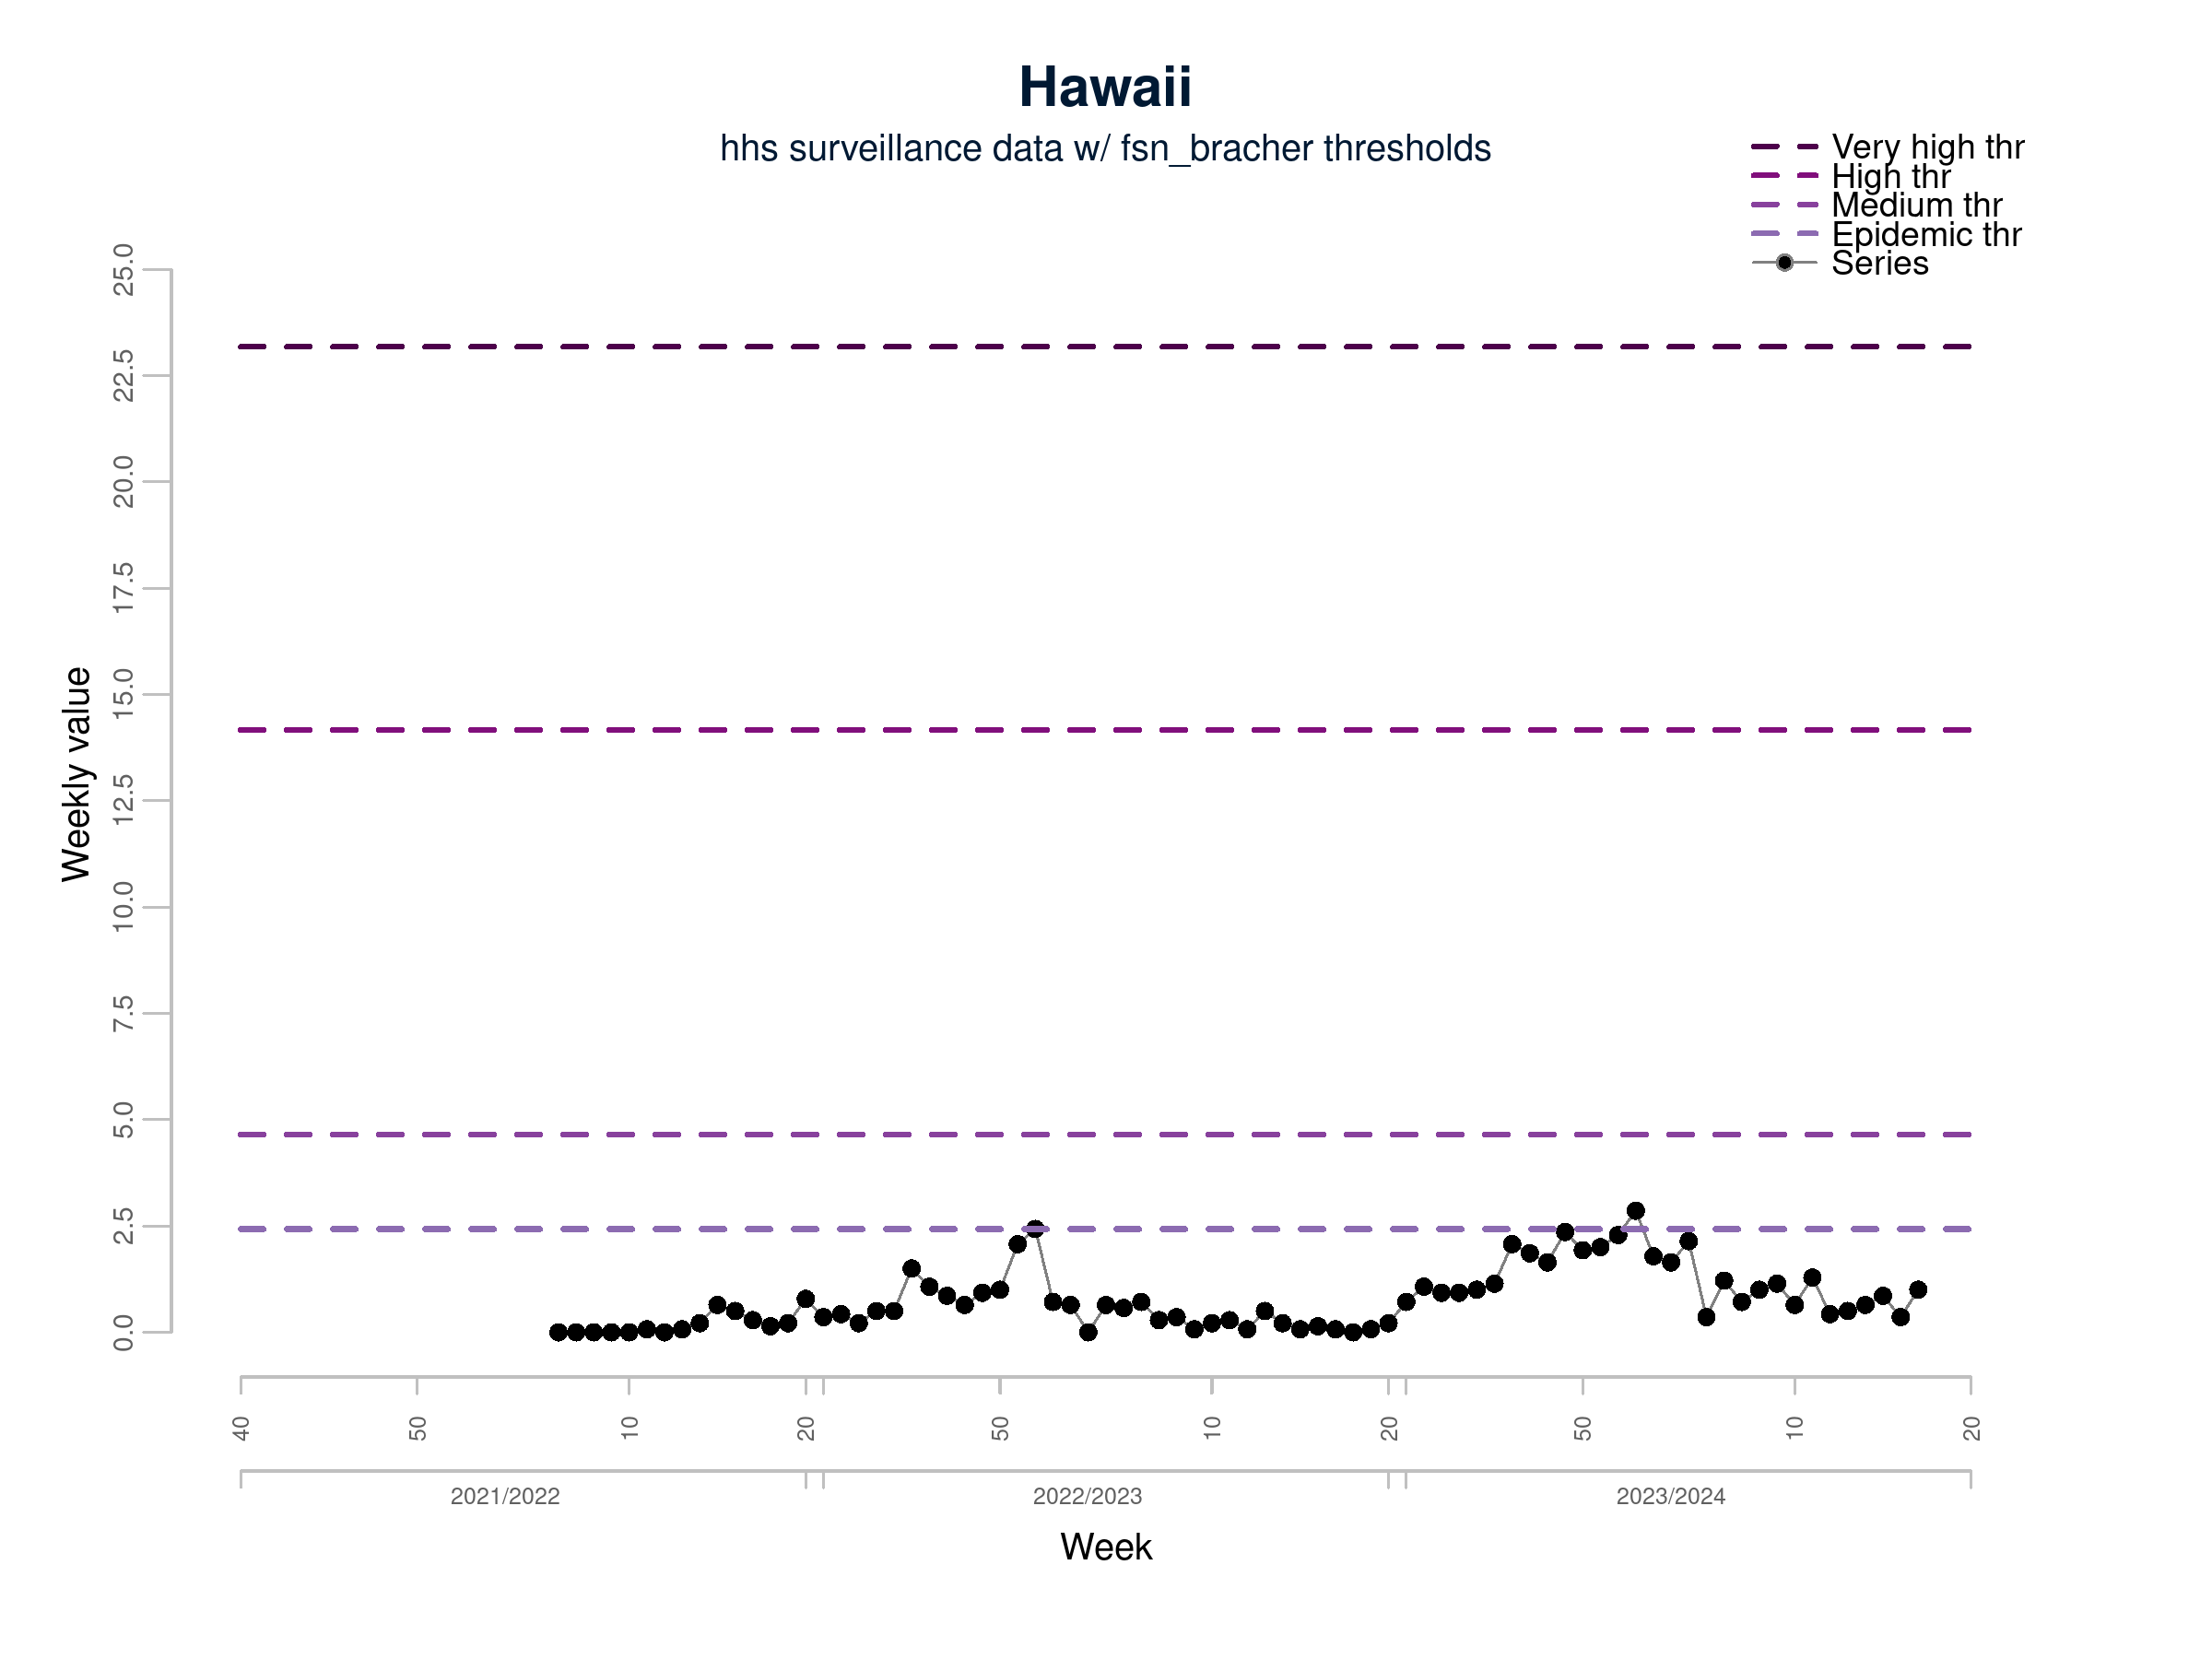 Hawaii
hhs surveillance data w/ fsn_bracher thresholds
Very high thr
High thr
Medium thr
Epidemic thr
Series
25.0
22.5
20.0
17.5
15.0
12.5
10.0
7.5
5.0
2.5
0.0
Weekly value
40 50 10 20 50 10 20 50 10 20
2021/2022 2022/2023 2023/2024
Week